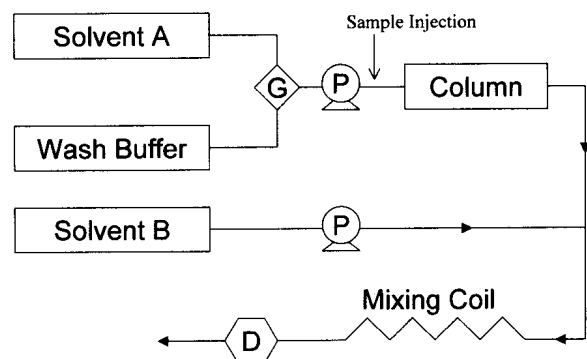 Sample Injection
Solvent A
G
P
Column
Wash Buffer
Solvent B
P
Mixing Coil
D